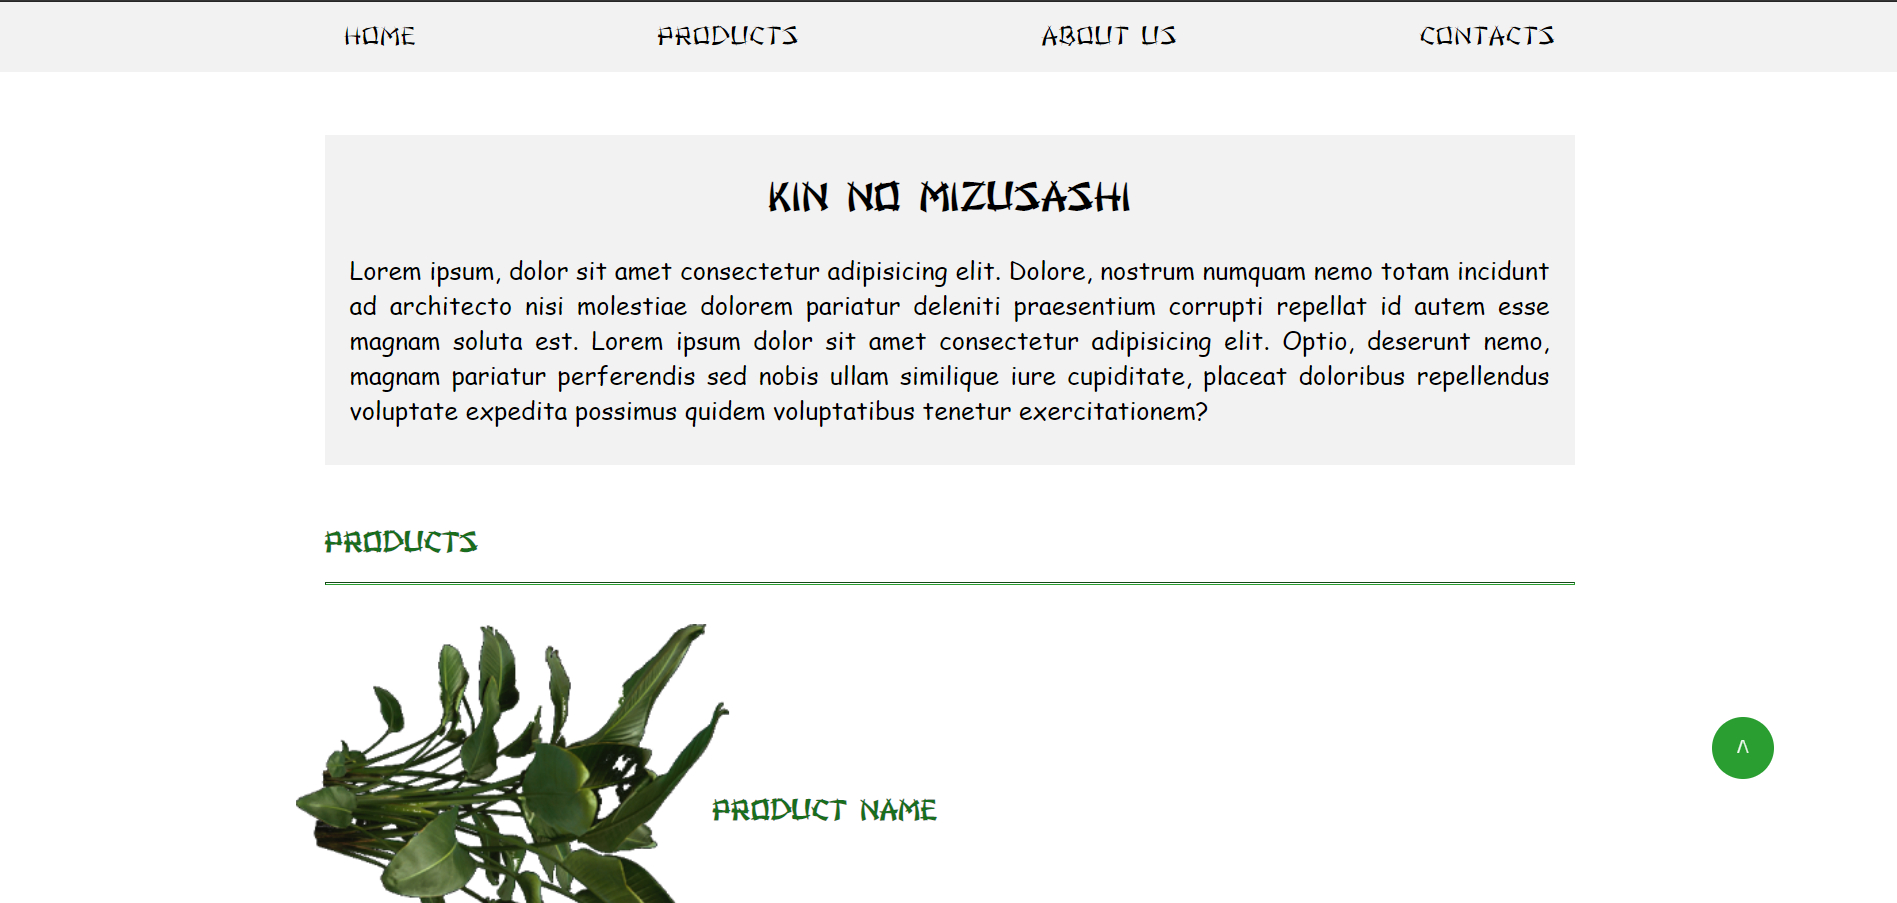 HOME PRODUCTS ABOUT US CONTACTS
KIN NO MIZUSASHI
Lorem ipsum, dolor sit amet consectetur adipisicing elit. Dolore, nostrum numquam nemo totam incidunt
ad architecto nisi molestiae dolorem pariatur deleniti praesentium corrupti repellat id autem esse
magnam soluta est. Lorem ipsum dolor sit amet consectetur adipisicing elit. Optio, deserunt nemo,
magnam pariatur perferendis sed nobis ullam similique iure cupiditate, placeat doloribus repellendus
voluptate expedita possimus quidem voluptatibus tenetur exercitationem?
PRODUCTS
PRODUCT NAME